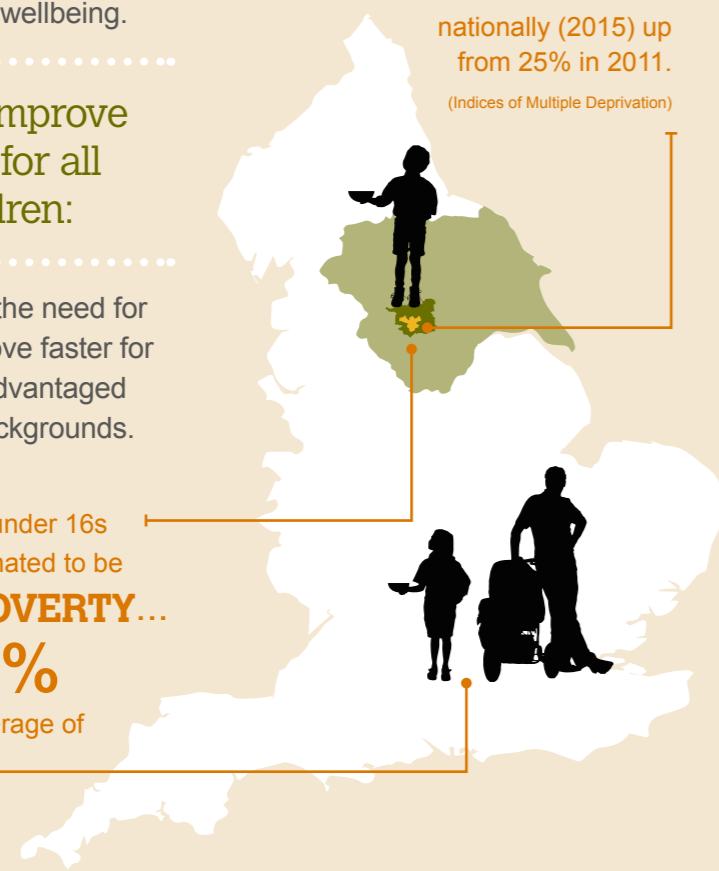 wellbeing.
mprove
for all
dren:
the need for
ove faster for
dvantaged
ckgrounds.
under 16s
nated to be
OVERTY...
%
rage of
nationally (2015) up
from 25% in 2011.
(Indices of Multiple Deprivation)